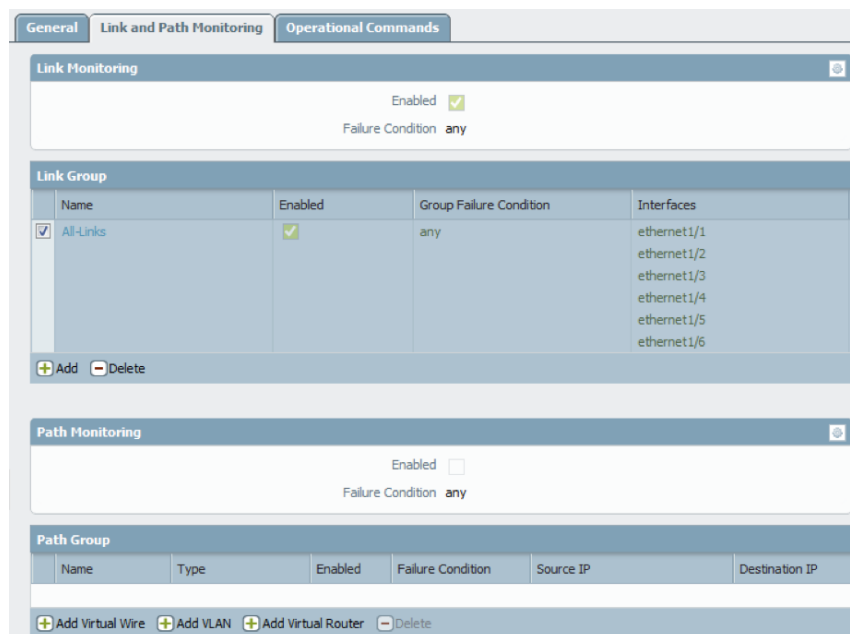 General Link and Path Monitoring Operational Commands
Link Monitoring
Enabled
Failure Condition any
Link Group
Name Enabled Group Failure Condition Interfaces
All-Links any ethernet1/1
ethernet1/2
ethernet1/3
ethernet1/4
ethernet1/5
ethernet1/6
Add Delete
Path Monitoring
Enabled
Failure Condition any
Path Group
Name Type Enabled Failure Condition Source IP Destination IP
Add Virtual Wire Add VLAN Add Virtual Router Delete